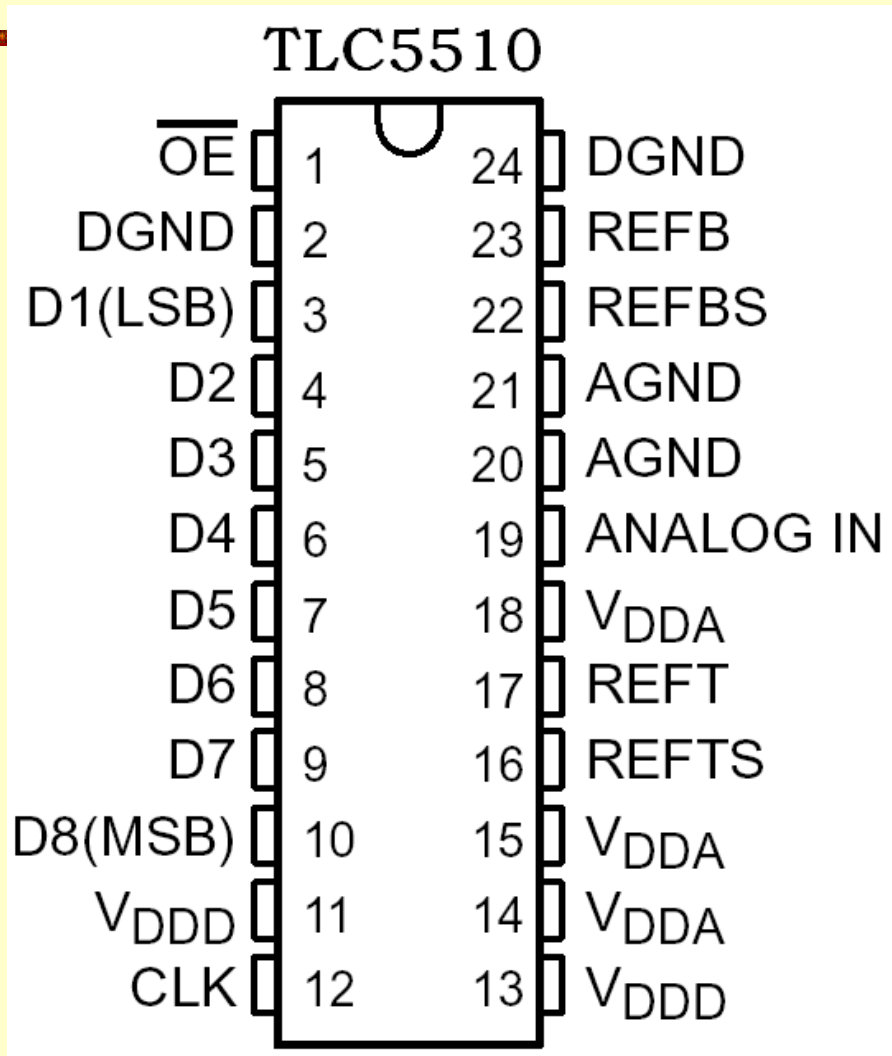 TLC5510
OE 1 24 DGND
DGND 2 23 REFB
D1(LSB) 3 22 REFBS
D2 4 21 AGND
D3 5 20 AGND
D4 6 19 ANALOG IN
D5 7 18 VDDA
D6 8 17 REFT
D7 9 16 REFTS
D8(MSB) 10 15 VDDA
VDDD 11 14 VDDA
CLK 12 13 VDDD